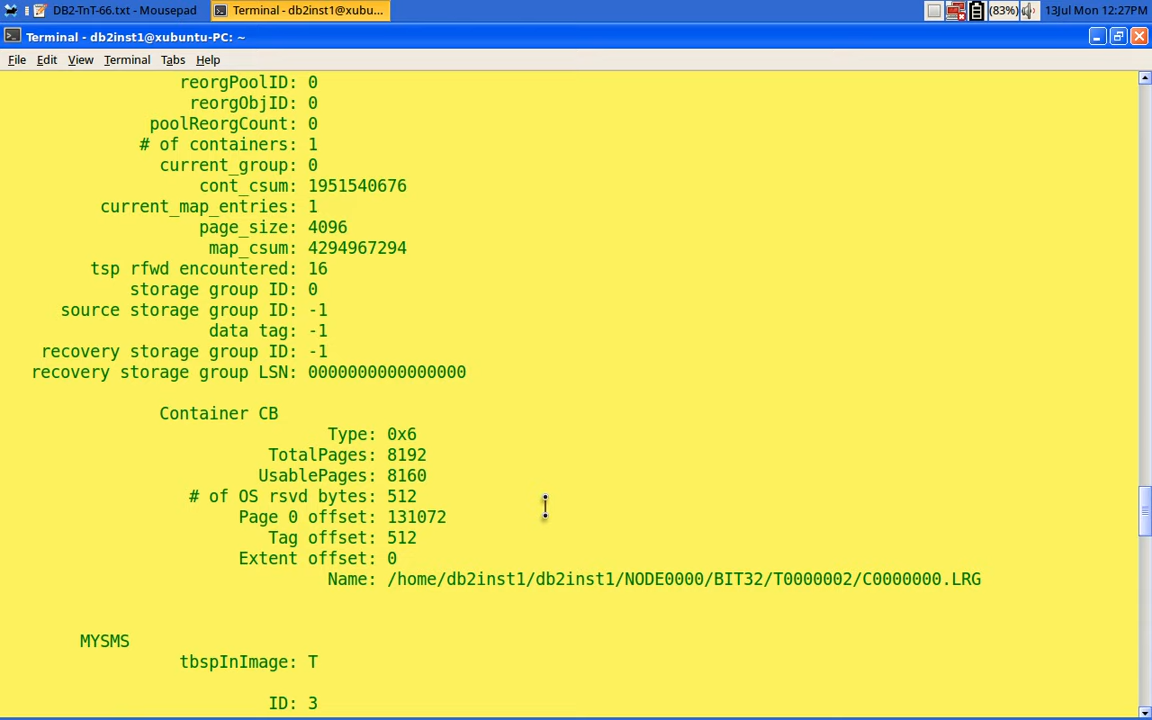 DB2-TnT-66.txt - Mousepad
Terminal - db2inst1@xubu...
(83%)
13Jul Mon 12:27PM
Terminal - db2inst1@xubuntu-PC: ~
File Edit View Terminal Tabs Help
reorgPoolID: 0
reorgObjID: 0
poolReorgCount: 0
# of containers: 1
current_group: 0
cont_csum: 1951540676
current_map_entries: 1
page_size: 4096
map_csum: 4294967294
tsp rfwd encountered: 16
storage group ID: 0
source storage group ID: -1
data tag: -1
recovery storage group ID: -1
recovery storage group LSN: 0000000000000000
Container CB
Type: 0x6
TotalPages: 8192
UsablePages: 8160
# of OS rsvd bytes: 512
Page 0 offset: 131072
Tag offset: 512
Extent offset: 0
Name: /home/db2inst1/db2inst1/NODE0000/BIT32/T0000002/C0000000.LRG
MYSMS
tbspInImage: T
ID: 3